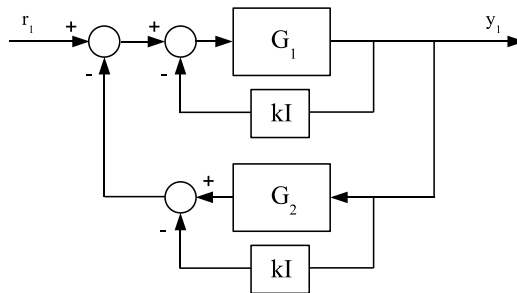 r₁ + + y₁
G₁
- -
kI
+
G₂
-
kI